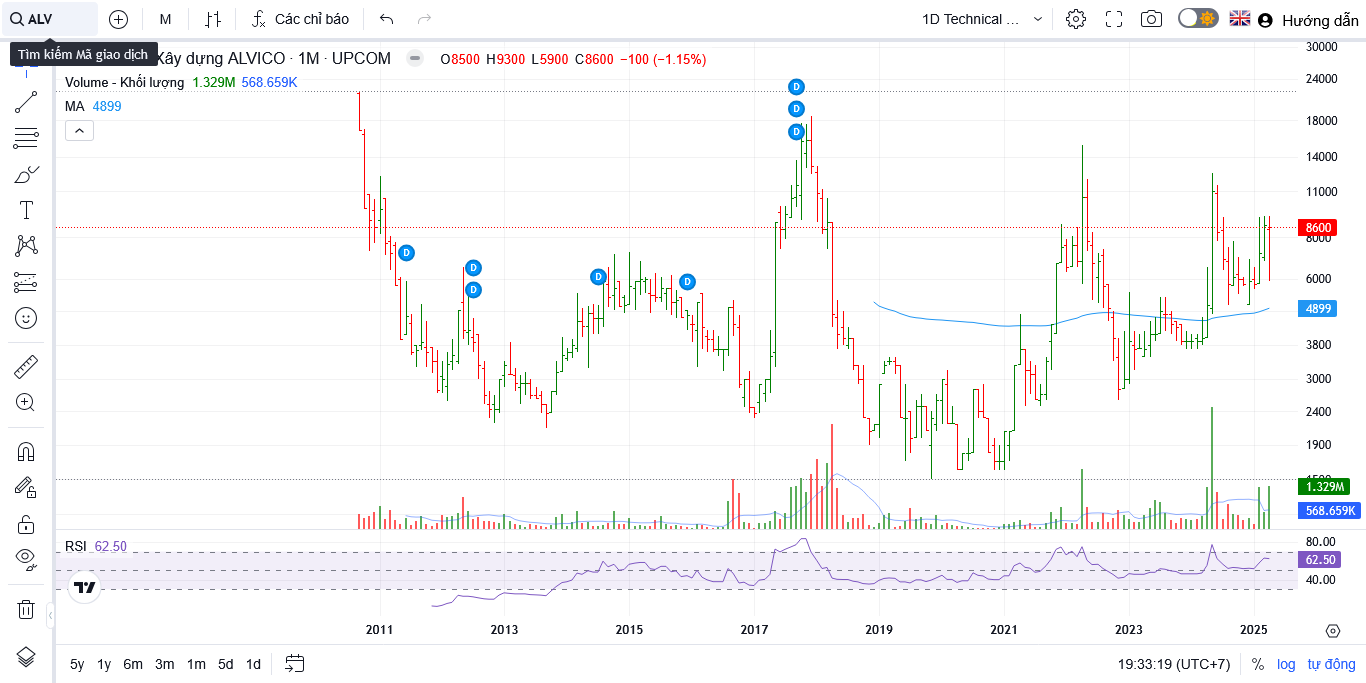 ALV
M
Các chỉ báo
1D Technical ...
Hướng dẫn
Tìm kiếm Mã giao dịch
Xây dựng ALVICO · 1M · UPCOM
O8500 H9300 L5900 C8600 −100 (−1.15%)
Volume - Khối lượng 1.329M 568.659K
MA 4899
D
D
D
D
D
D
D
D
30000
24000
18000
14000
11000
8600
8000
6000
4899
3800
3000
2400
1900
1.329M
568.659K
RSI 62.50
80.00
62.50
40.00
2011 2013 2015 2017 2019 2021 2023 2025
5y 1y 6m 3m 1m 5d 1d
19:33:19 (UTC+7) % log tự động